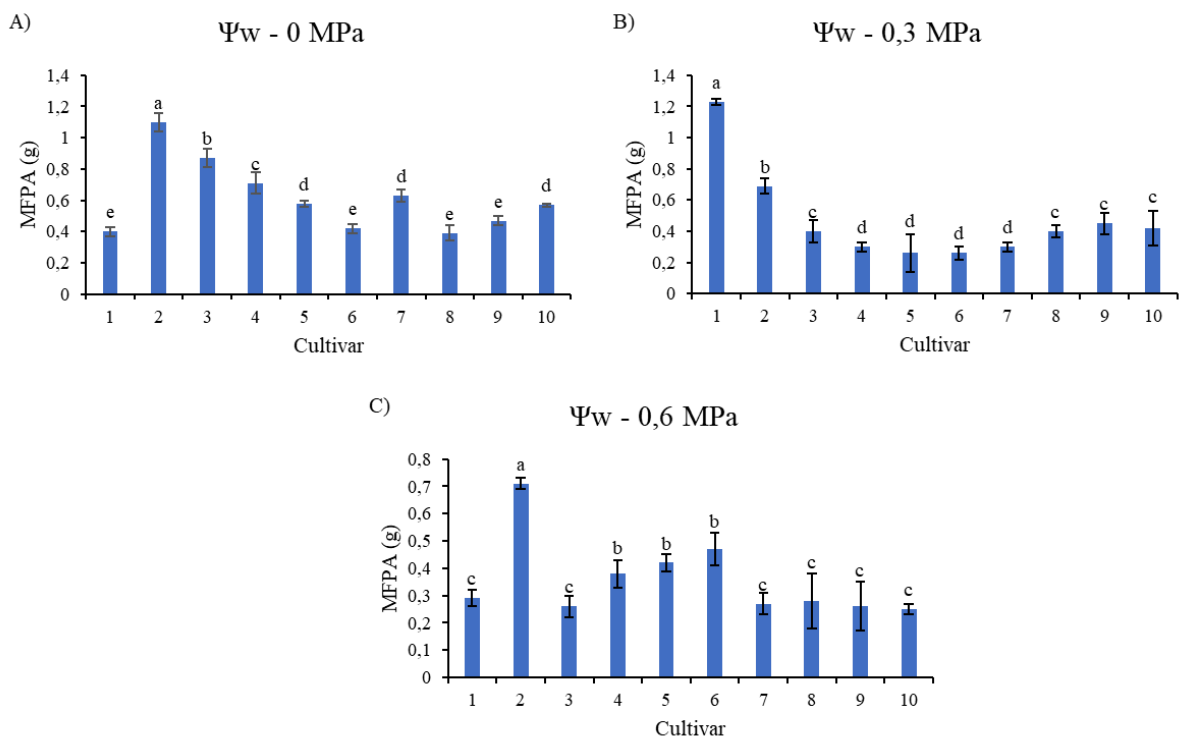 A)
Ψw - 0 MPa
MFPA (g)
1,4
1,2
1
0,8
0,6
0,4
0,2
0
e
a
b
c
d
e
d
e
e
d
1 2 3 4 5 6 7 8 9 10
Cultivar
B)
Ψw - 0,3 MPa
MFPA (g)
1,4
1,2
1
0,8
0,6
0,4
0,2
0
a
b
c
d
d
d
d
c
c
c
1 2 3 4 5 6 7 8 9 10
Cultivar
C)
Ψw - 0,6 MPa
MFPA (g)
0,8
0,7
0,6
0,5
0,4
0,3
0,2
0,1
0
c
a
c
b
b
b
c
c
c
c
1 2 3 4 5 6 7 8 9 10
Cultivar